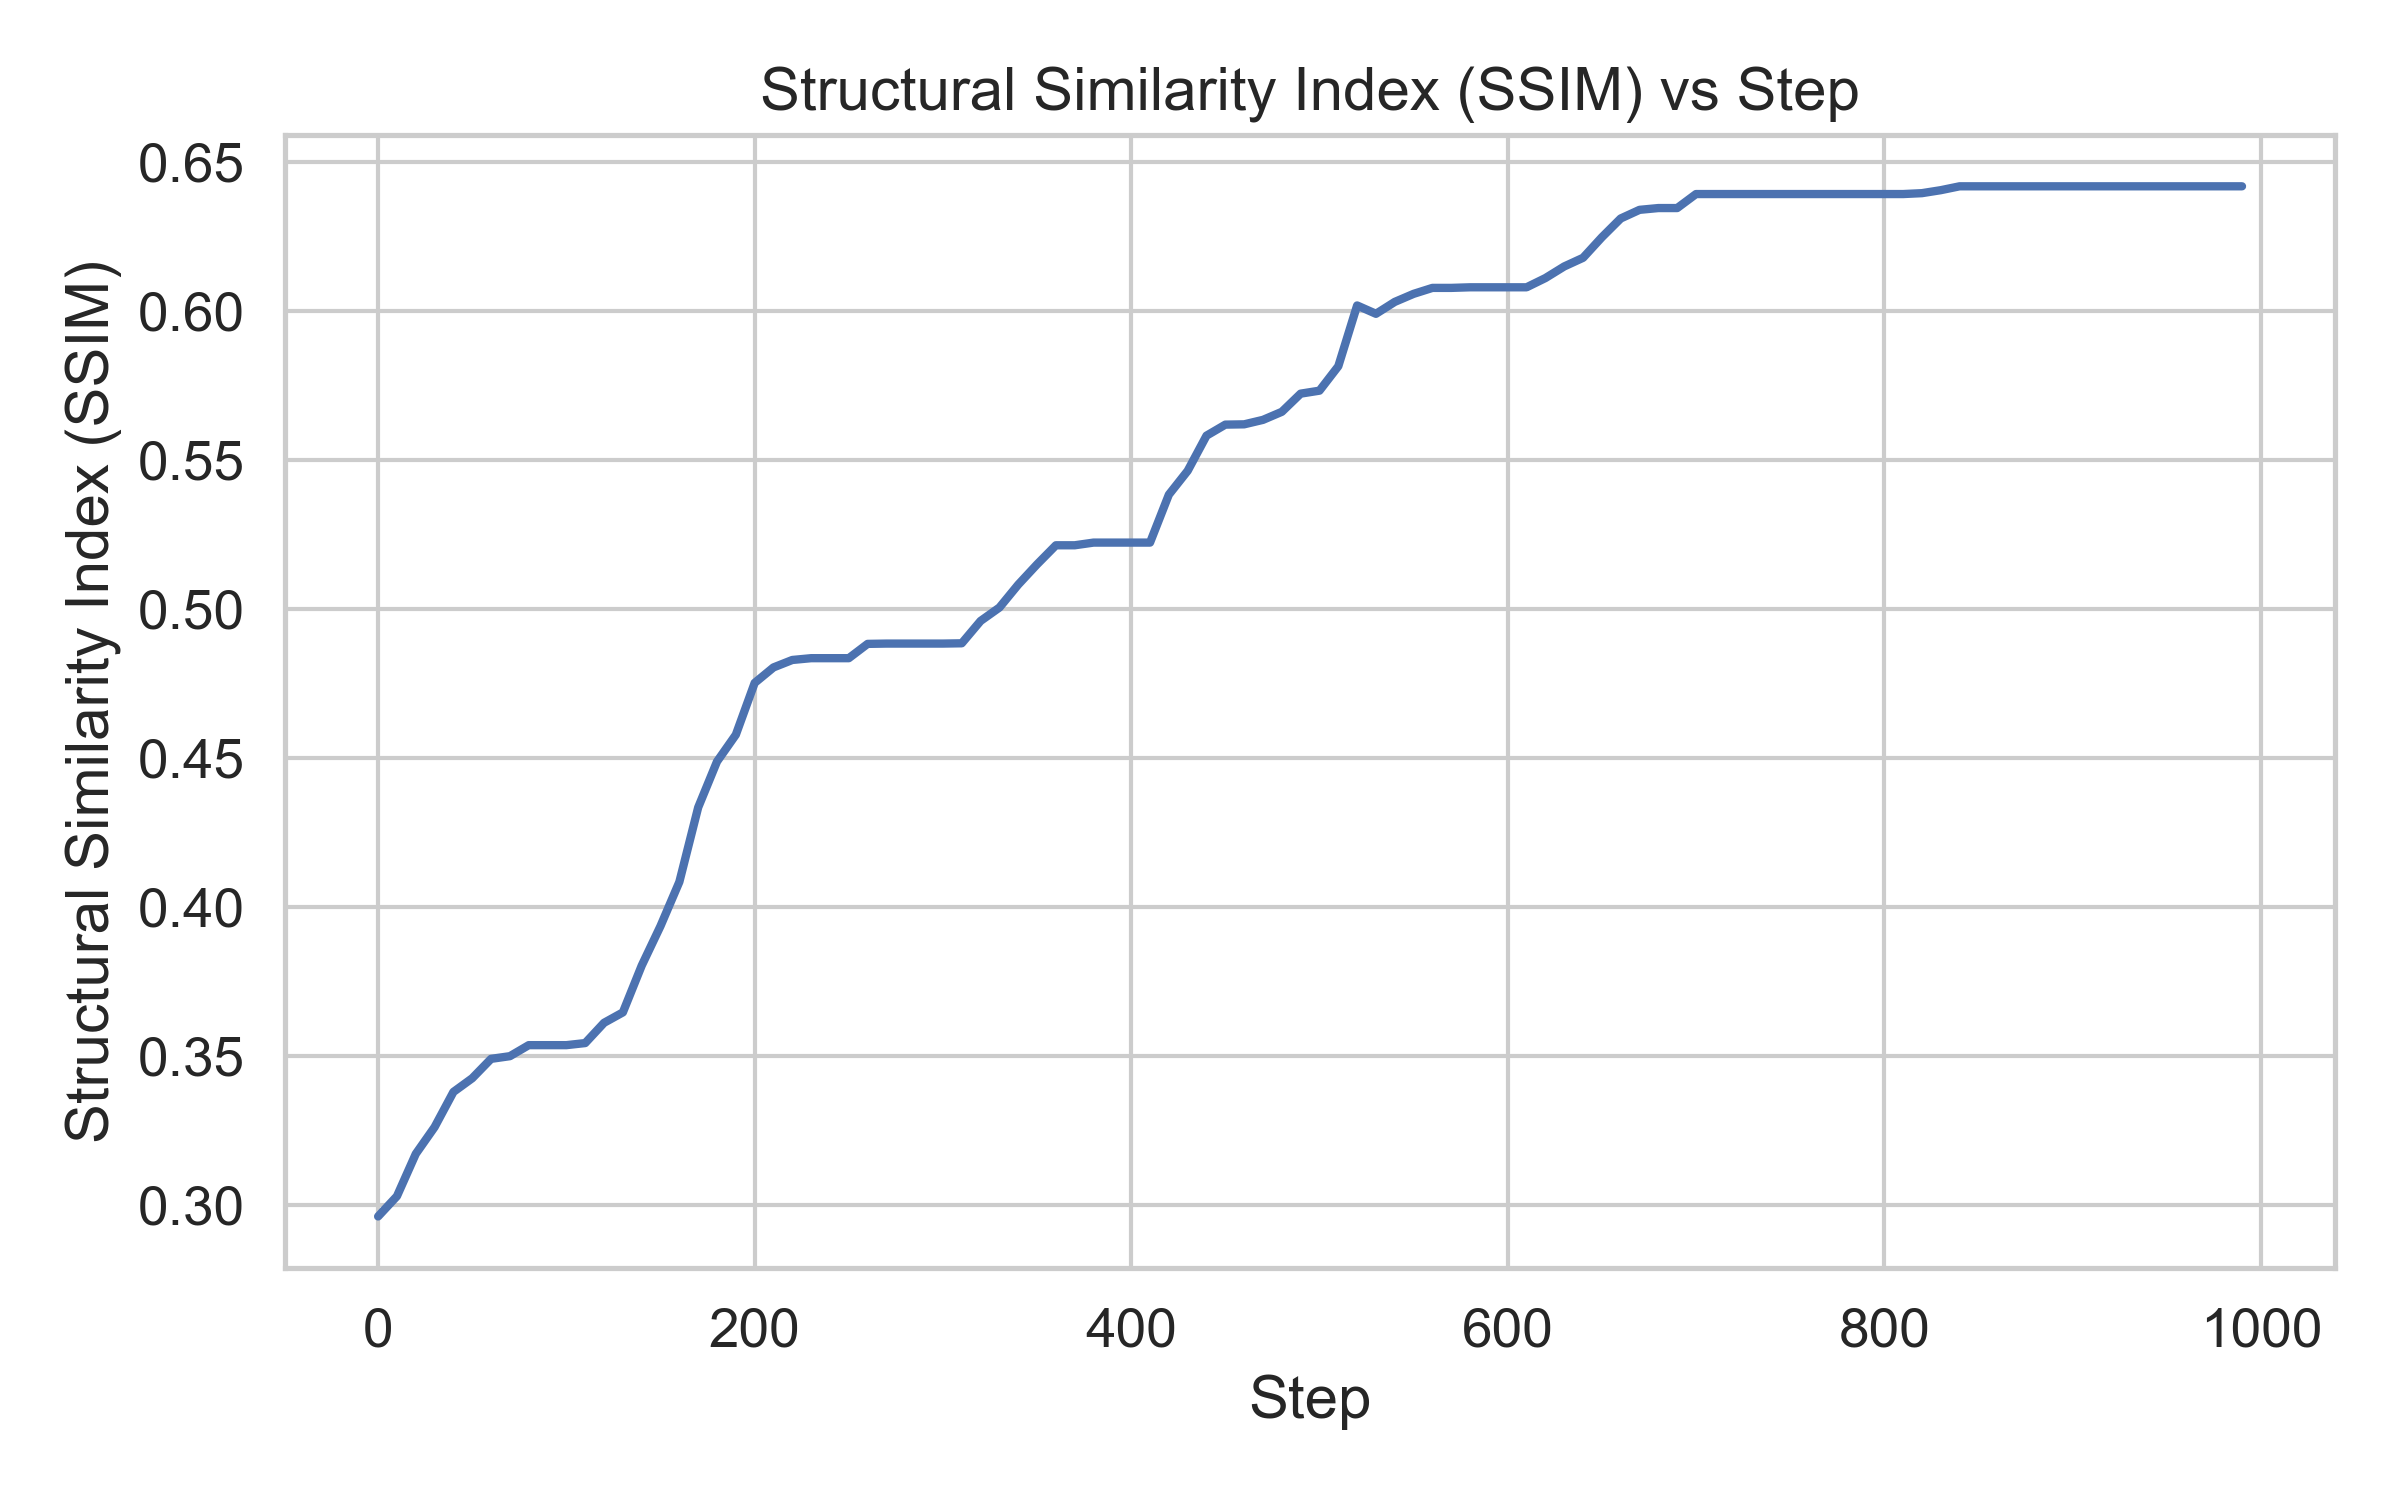 Structural Similarity Index (SSIM) vs Step
Structural Similarity Index (SSIM)
0.65
0.60
0.55
0.50
0.45
0.40
0.35
0.30
0 200 400 600 800 1000
Step